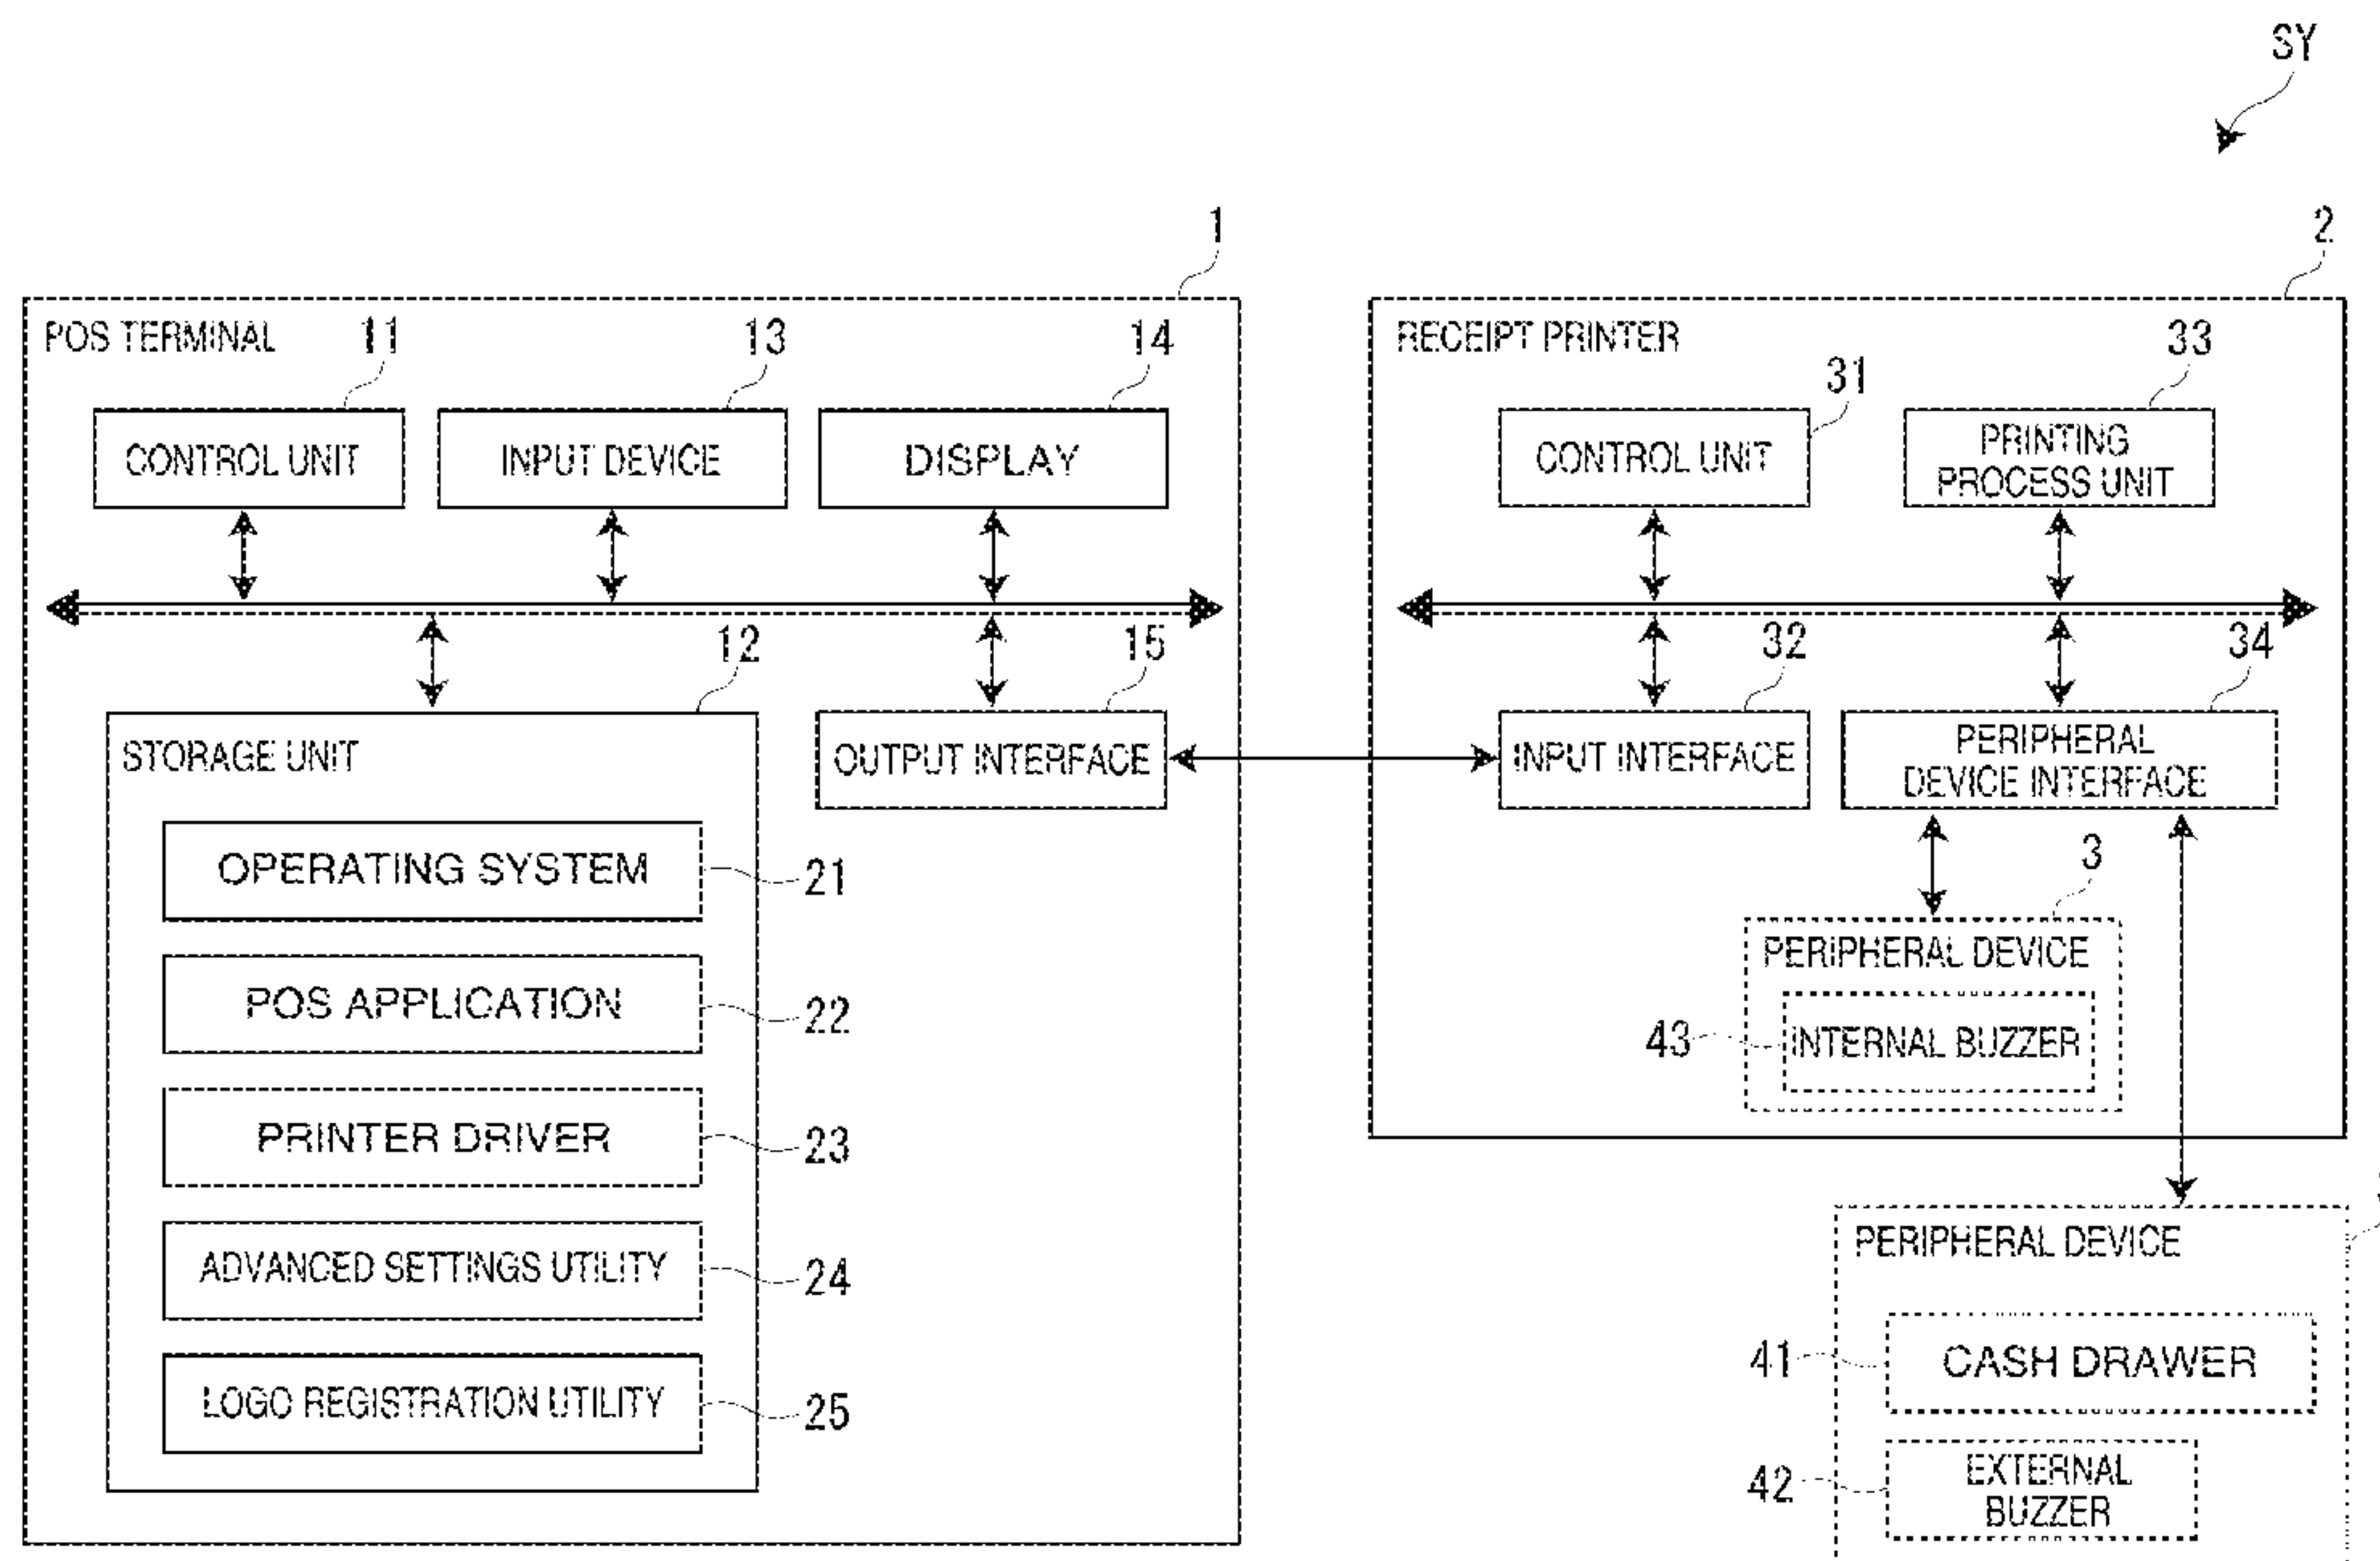 SY
1
2
POS TERMINAL
11
13
14
RECEIPT PRINTER
31
33
CONTROL UNIT
INPUT DEVICE
DISPLAY
CONTROL UNIT
PRINTING
PROCESS UNIT
12
15
32
34
STORAGE UNIT
OUTPUT INTERFACE
INPUT INTERFACE
PERIPHERAL
DEVICE INTERFACE
OPERATING SYSTEM
21
3
PERIPHERAL DEVICE
POS APPLICATION
22
43
INTERNAL BUZZER
PRINTER DRIVER
23
PERIPHERAL DEVICE
ADVANCED SETTINGS UTILITY
24
41
CASH DRAWER
LOGO REGISTRATION UTILITY
25
42
EXTERNAL
BUZZER